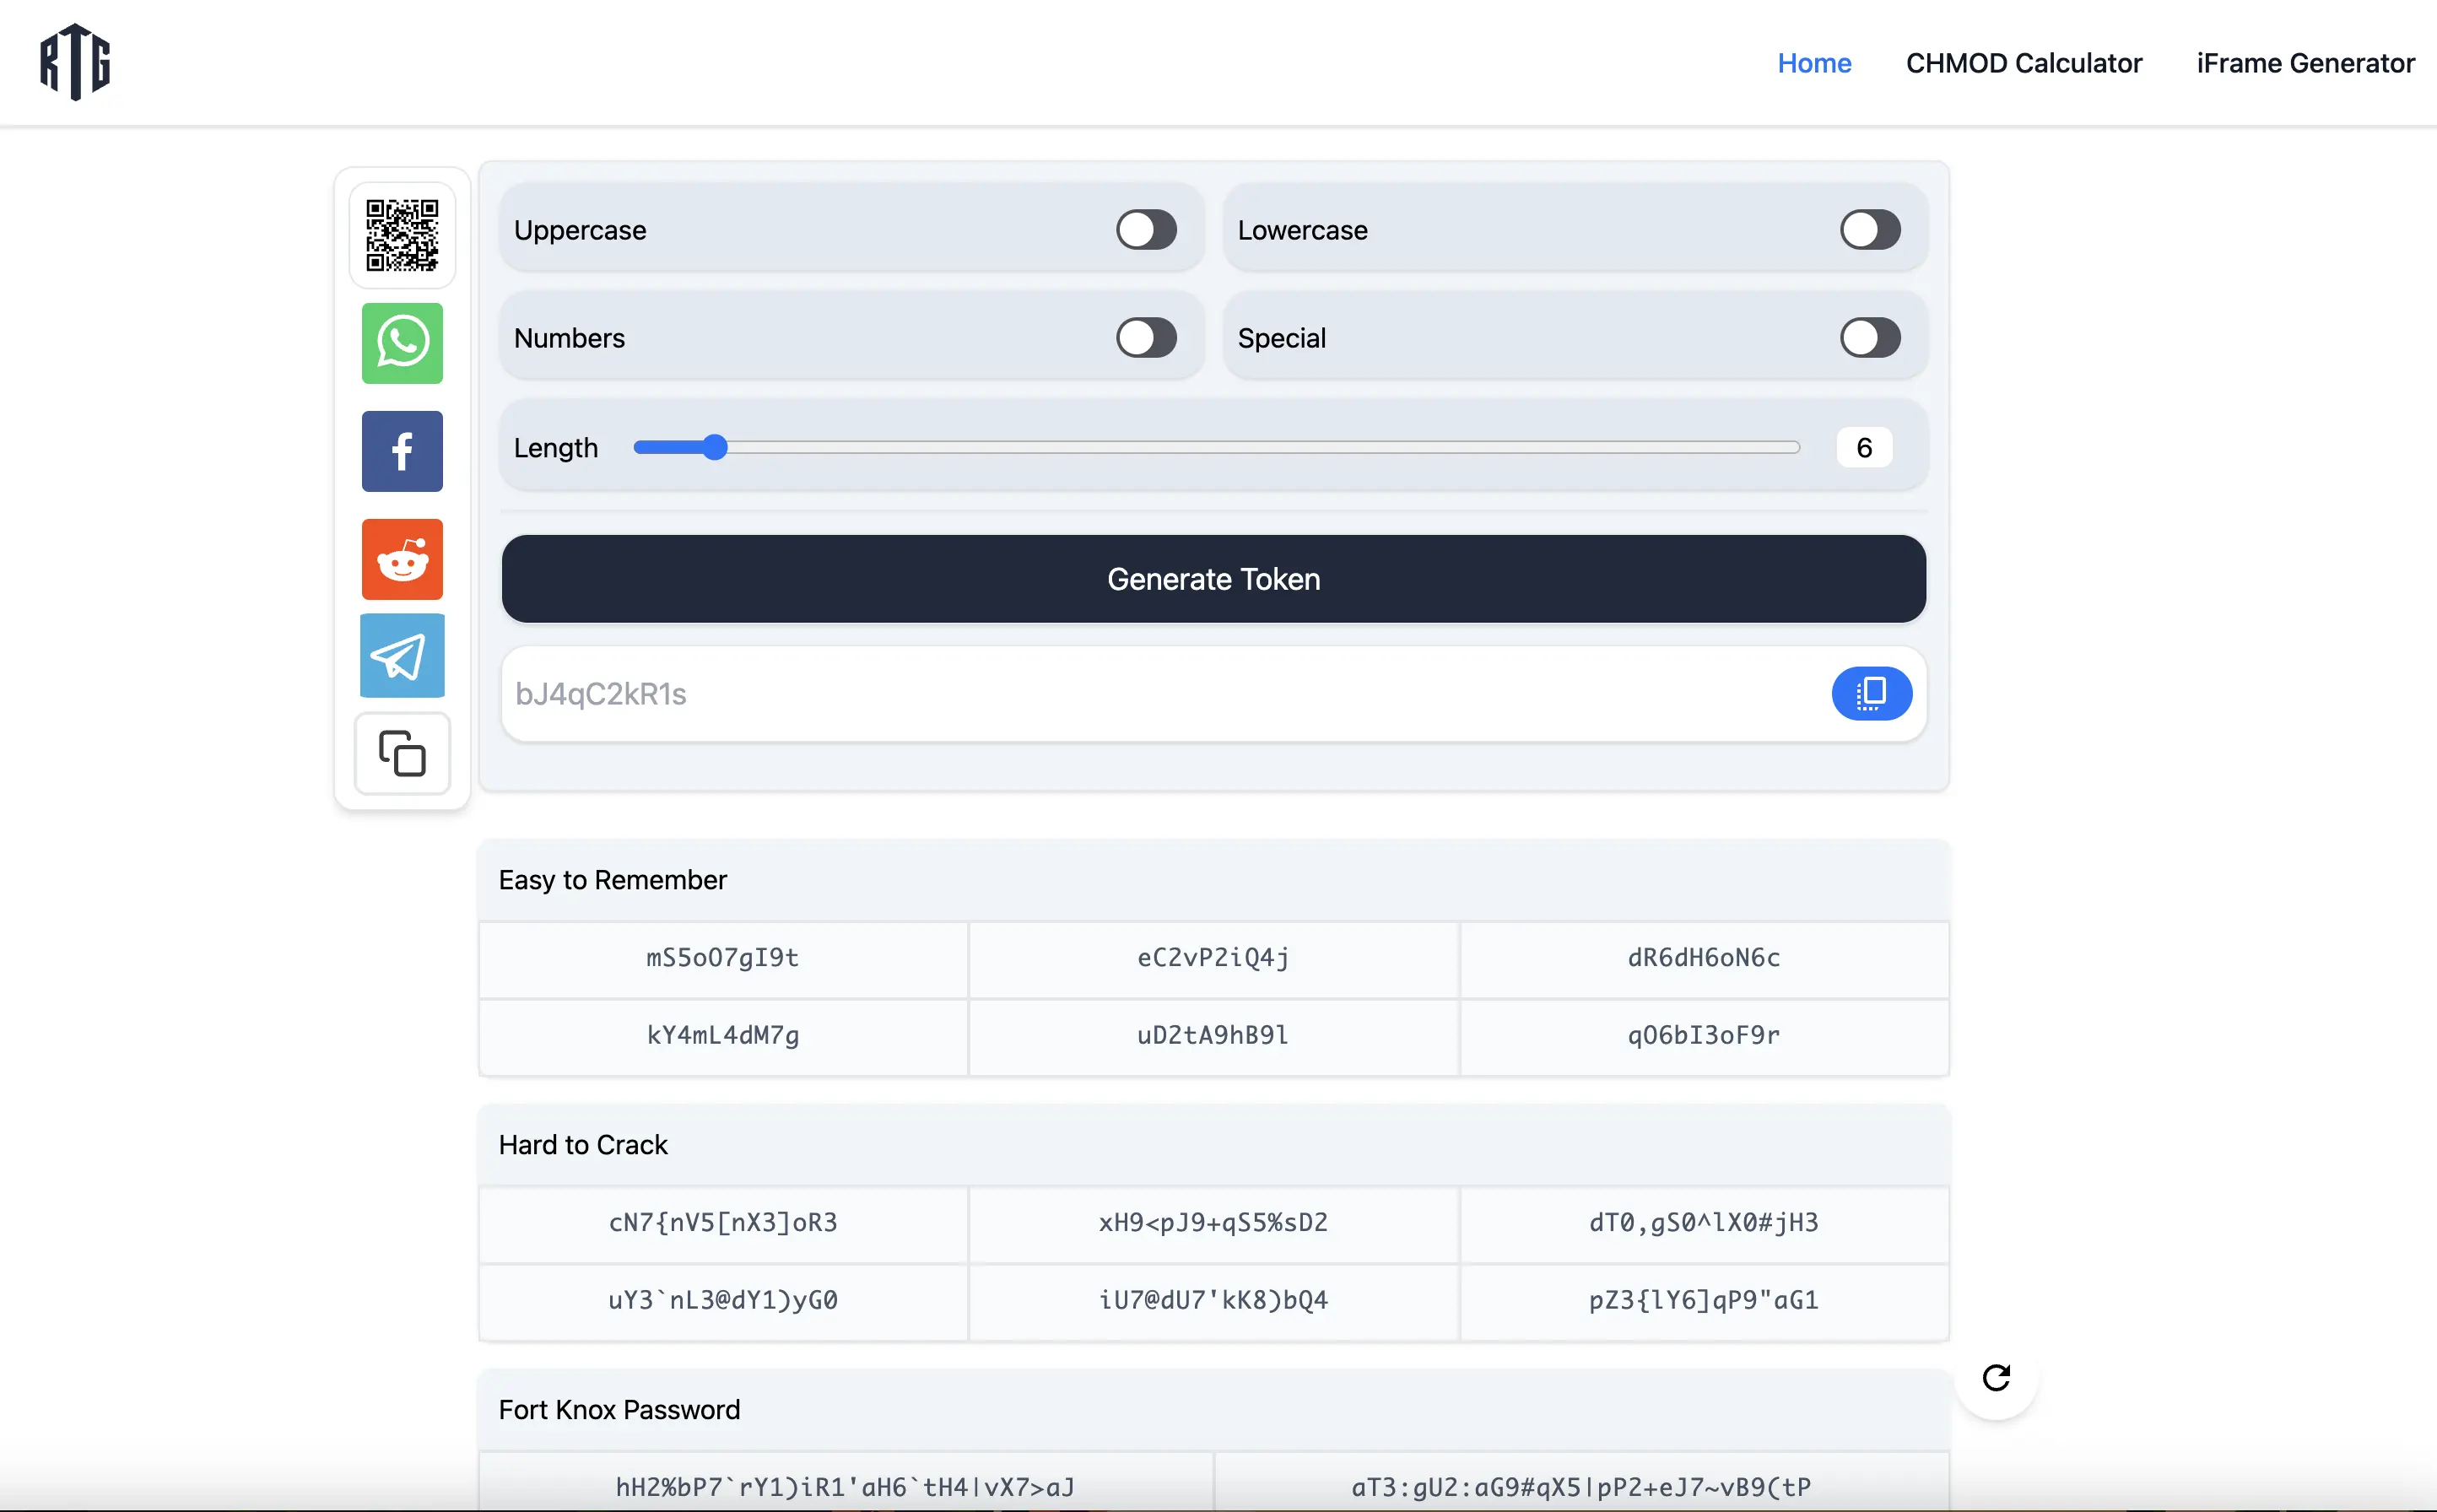 RTG
Home CHMOD Calculator iFrame Generator
Uppercase Lowercase
Numbers Special
Length 6
Generate Token
bJ4qC2kR1s
Easy to Remember
mS5oO7gI9t eC2vP2iQ4j dR6dH6oN6c
kY4mL4dM7g uD2tA9hB9l qO6bI3oF9r
Hard to Crack
cN7{nV5[nX3]oR3 xH9<pJ9+qS5%sD2 dT0,gS0^lX0#jH3
uY3`nL3@dY1)yG0 iU7@dU7'kK8)bQ4 pZ3{lY6]qP9"aG1
Fort Knox Password
hH2%bP7`rY1)iR1'aH6`tH4|vX7>aJ aT3:gU2:aG9#qX5|pP2+eJ7~vB9(tP